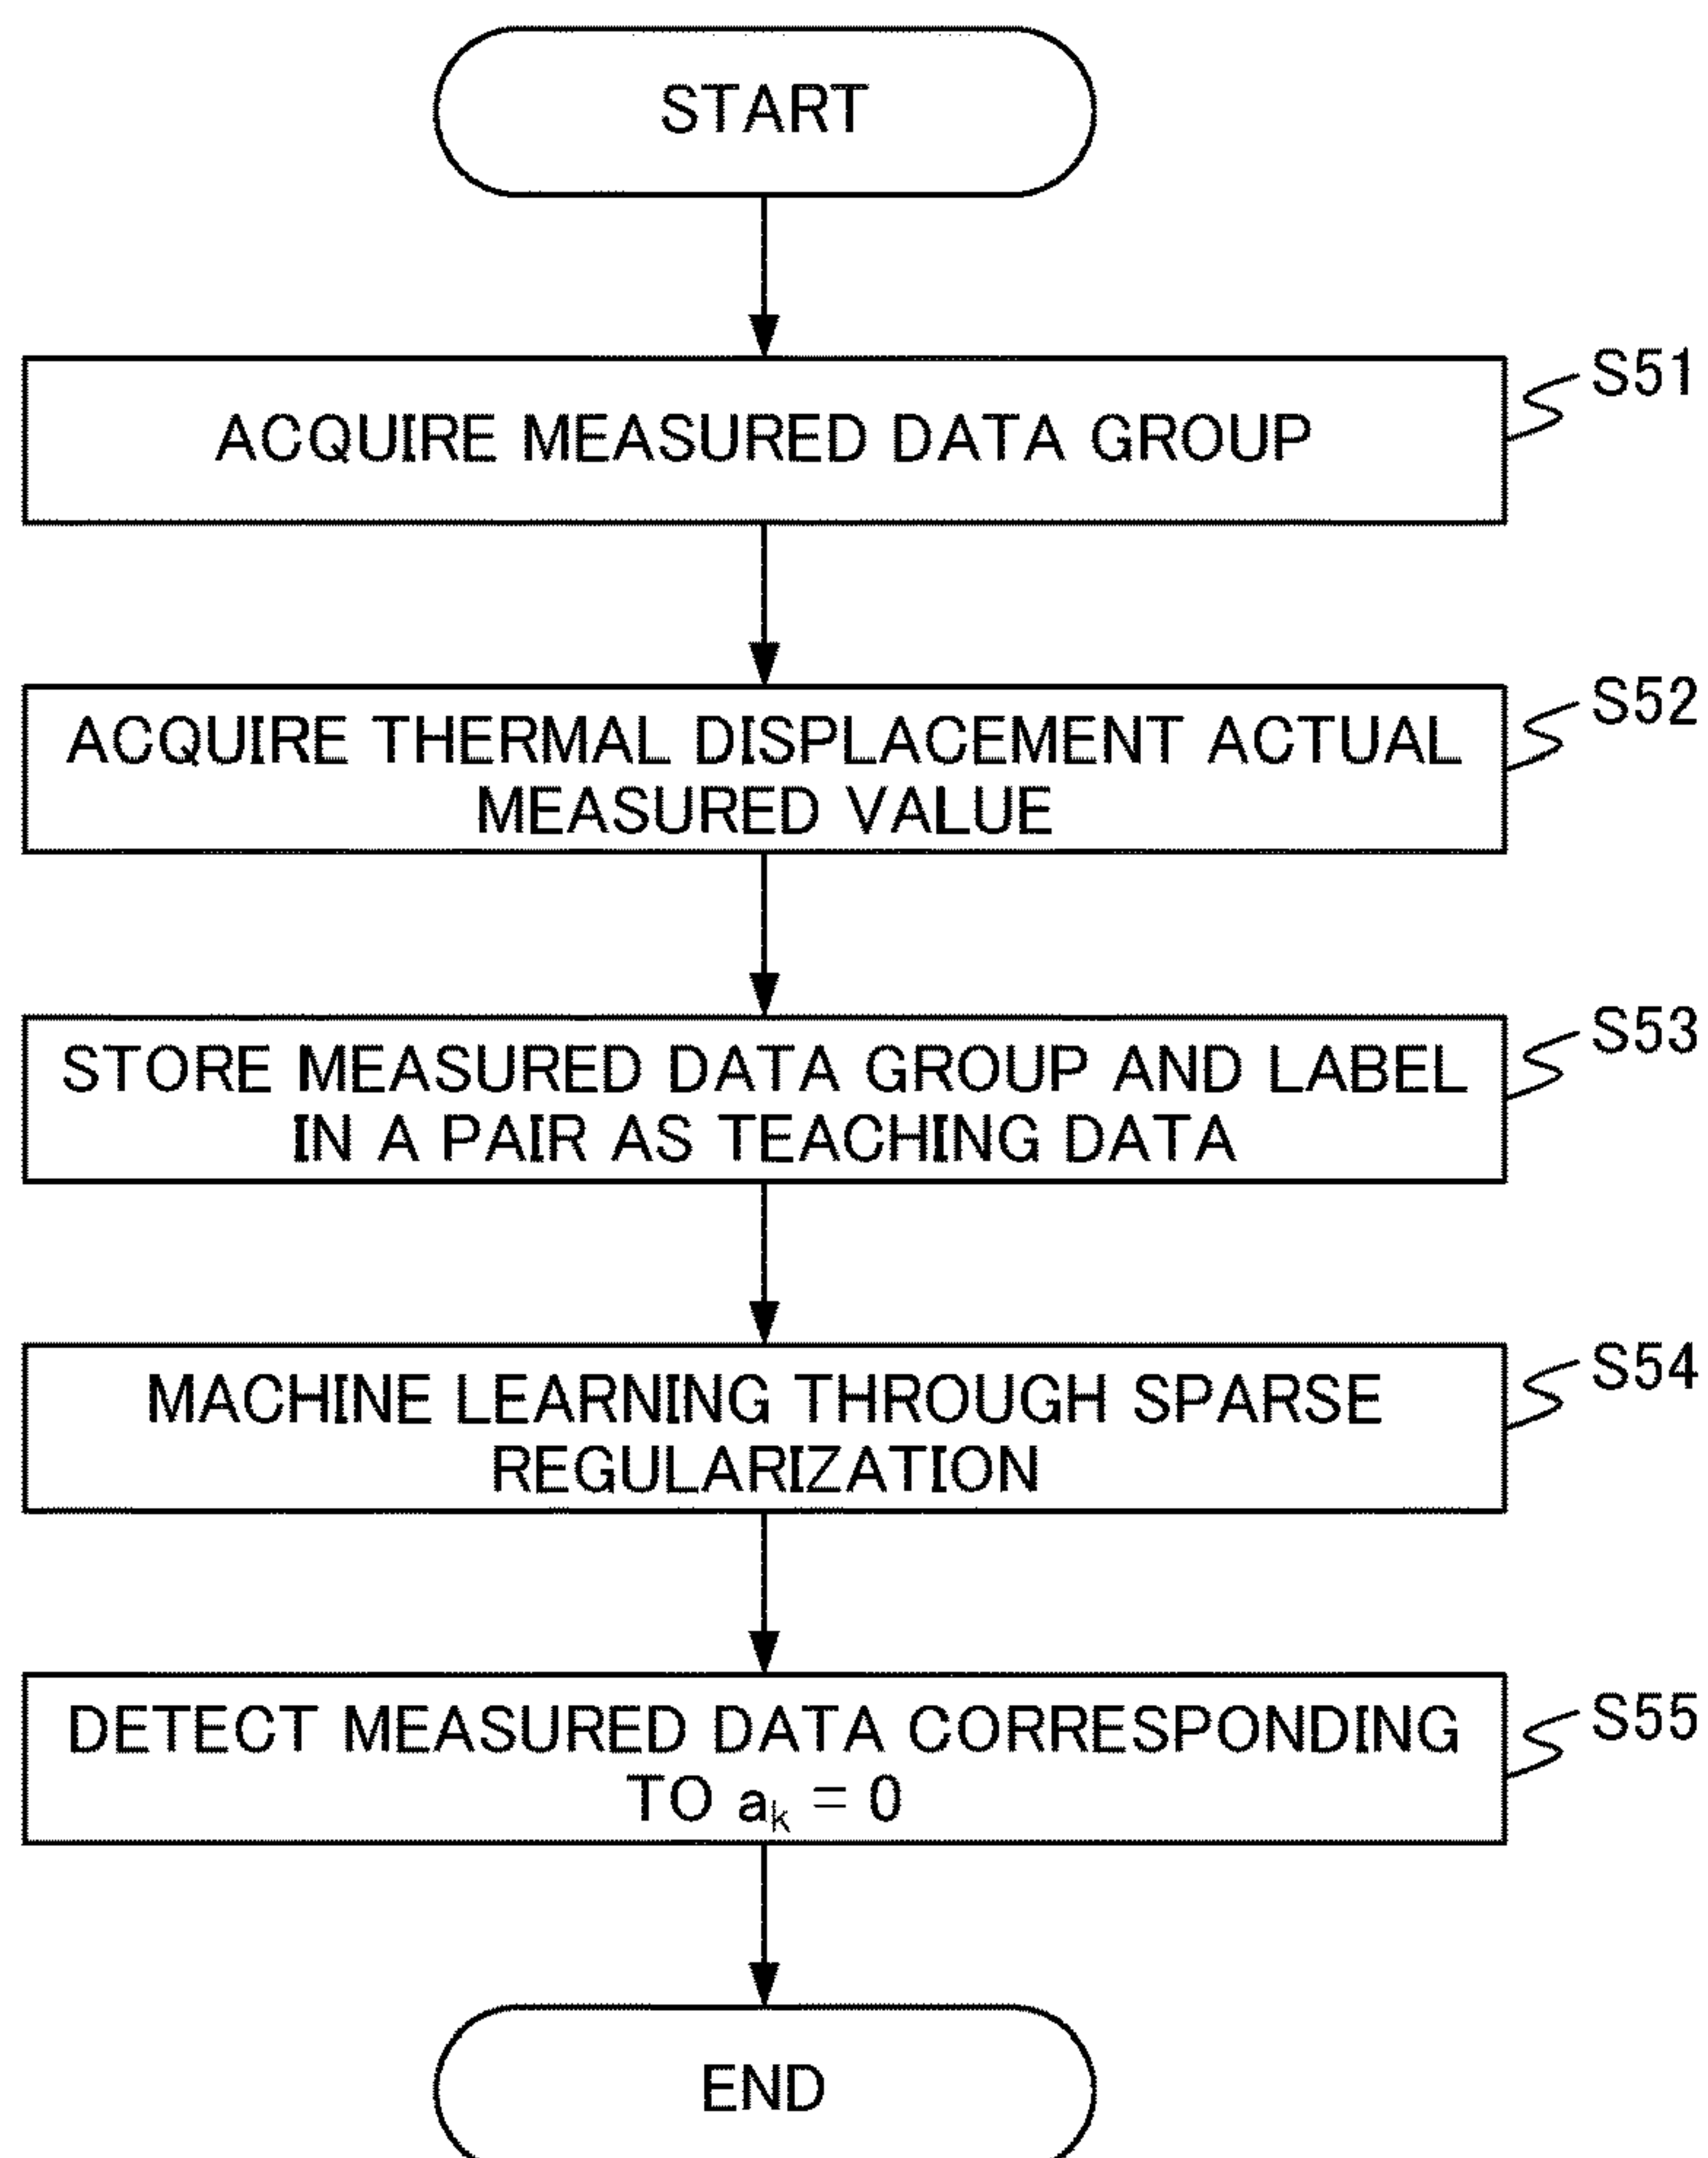 START
S51
ACQUIRE MEASURED DATA GROUP
S52
ACQUIRE THERMAL DISPLACEMENT ACTUAL
MEASURED VALUE
S53
STORE MEASURED DATA GROUP AND LABEL
IN A PAIR AS TEACHING DATA
S54
MACHINE LEARNING THROUGH SPARSE
REGULARIZATION
S55
DETECT MEASURED DATA CORRESPONDING
TO aₖ = 0
END